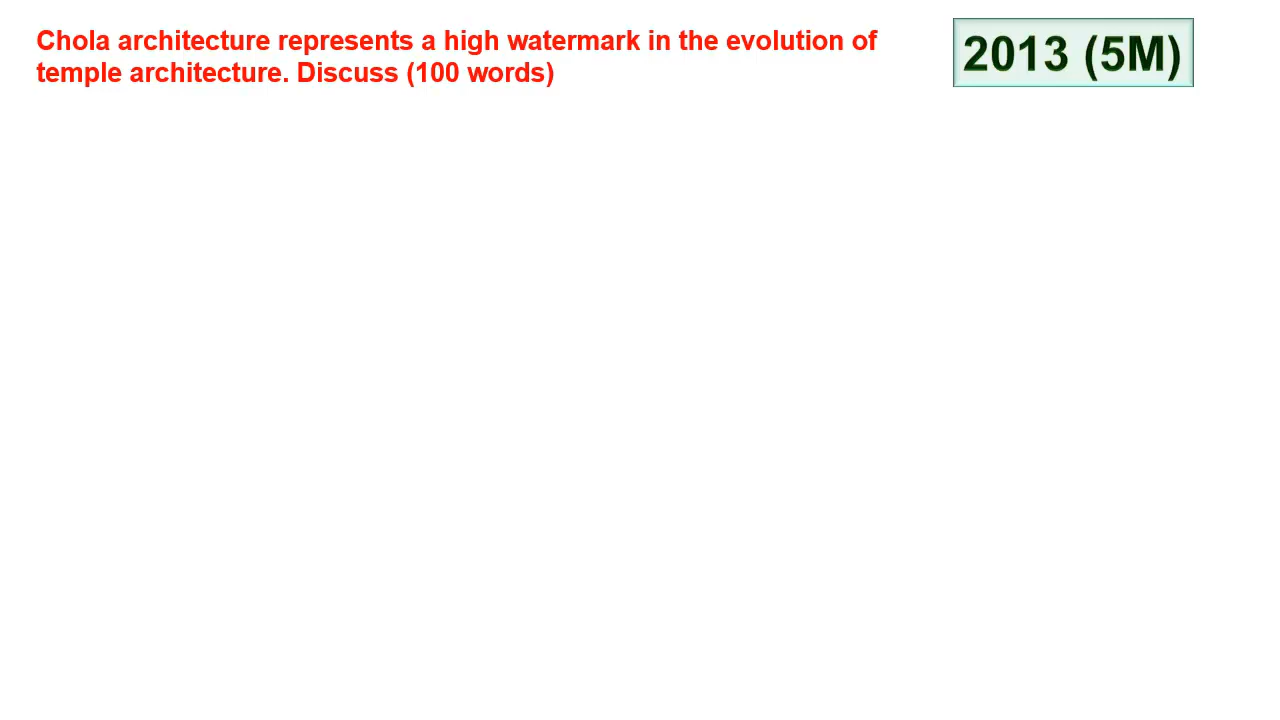 Chola architecture represents a high watermark in the evolution of
temple architecture. Discuss (100 words)
2013 (5M)